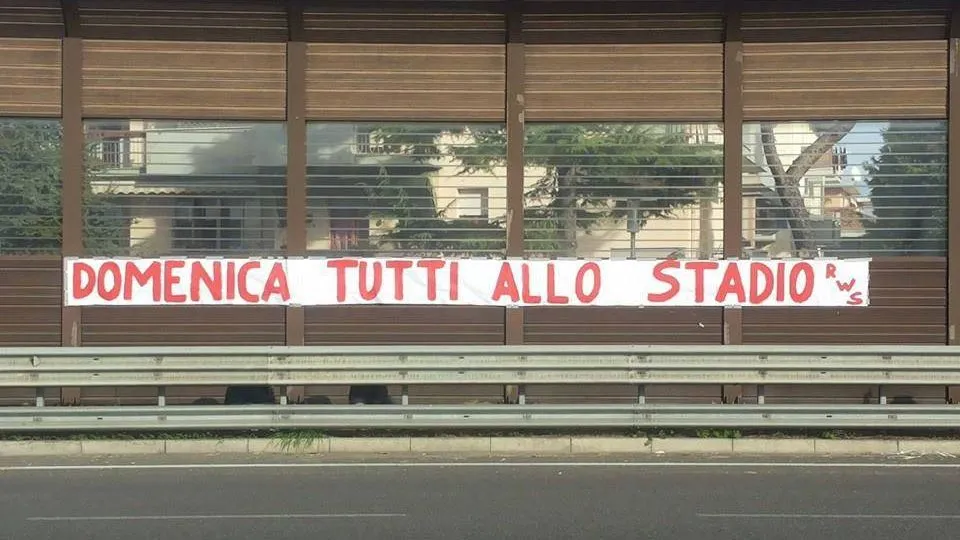 DOMENICA TUTTI ALLO STADIO RWS